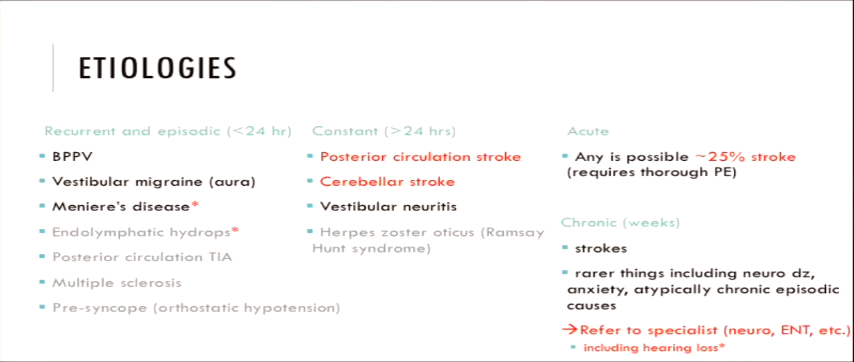 ETIOLOGIES
Recurrent and episodic (<24 hr)
BPPV
Vestibular migraine (aura)
Meniere's disease*
Endolymphatic hydrops*
Posterior circulation TIA
Multiple sclerosis
Pre-syncope (orthostatic hypotension)
Constant (>24 hrs)
Posterior circulation stroke
Cerebellar stroke
Vestibular neuritis
Herpes zoster oticus (Ramsay
Hunt syndrome)
Acute
Any is possible ~25% stroke
(requires thorough PE)
Chronic (weeks)
strokes
rarer things including neuro dz,
anxiety, atypically chronic episodic
causes
→Refer to specialist (neuro, ENT, etc.)
including hearing loss*